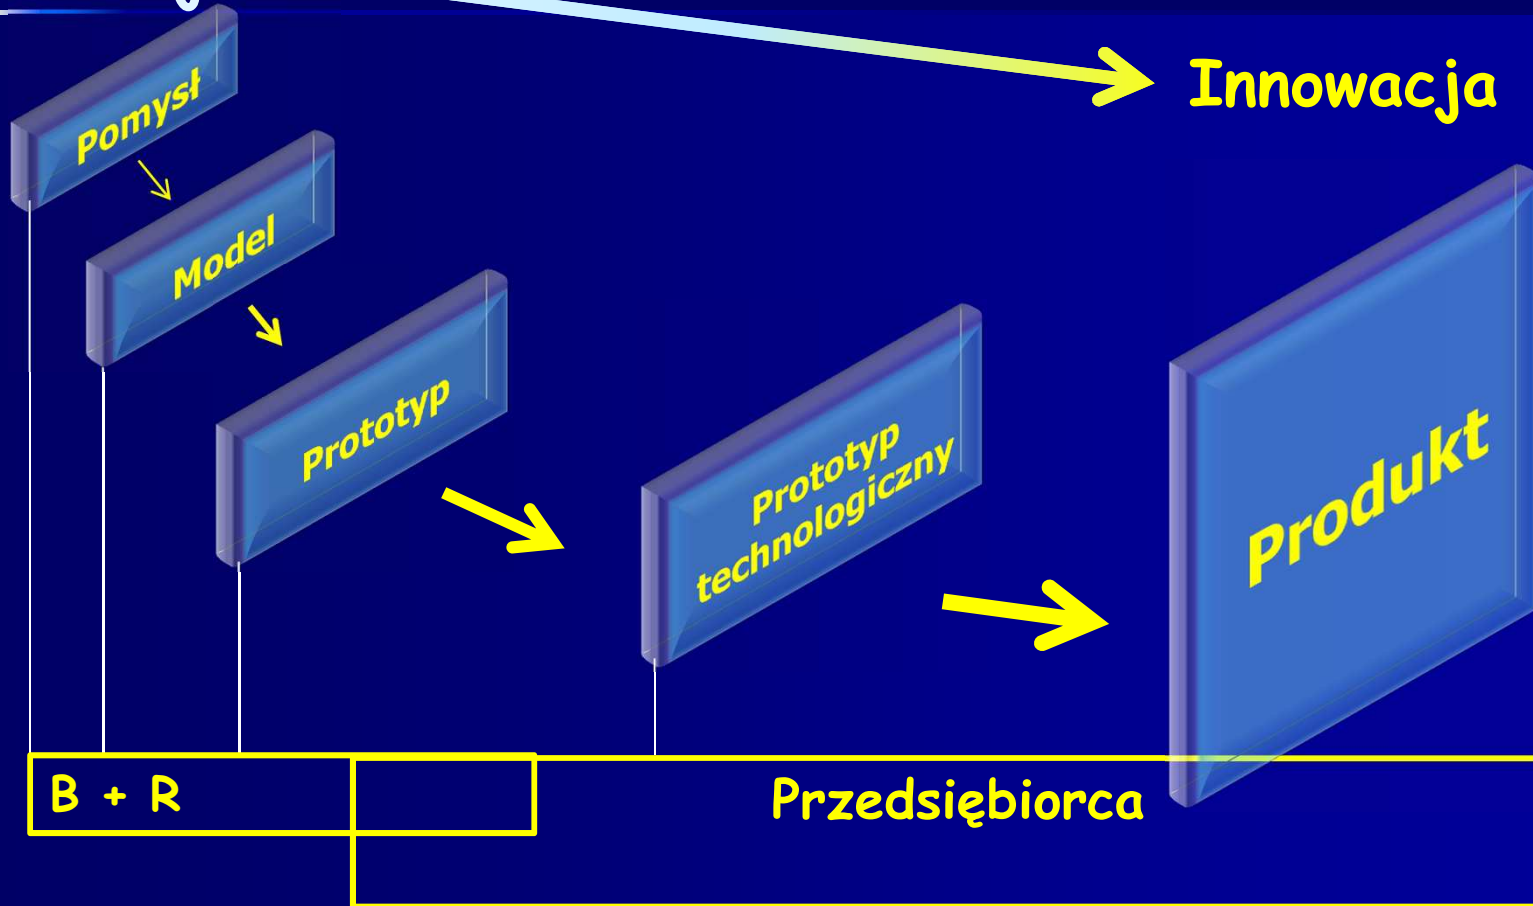 Innowacja
Pomysł
Model
Prototyp
Prototyp
technologiczny
Produkt
B + R
Przedsiębiorca